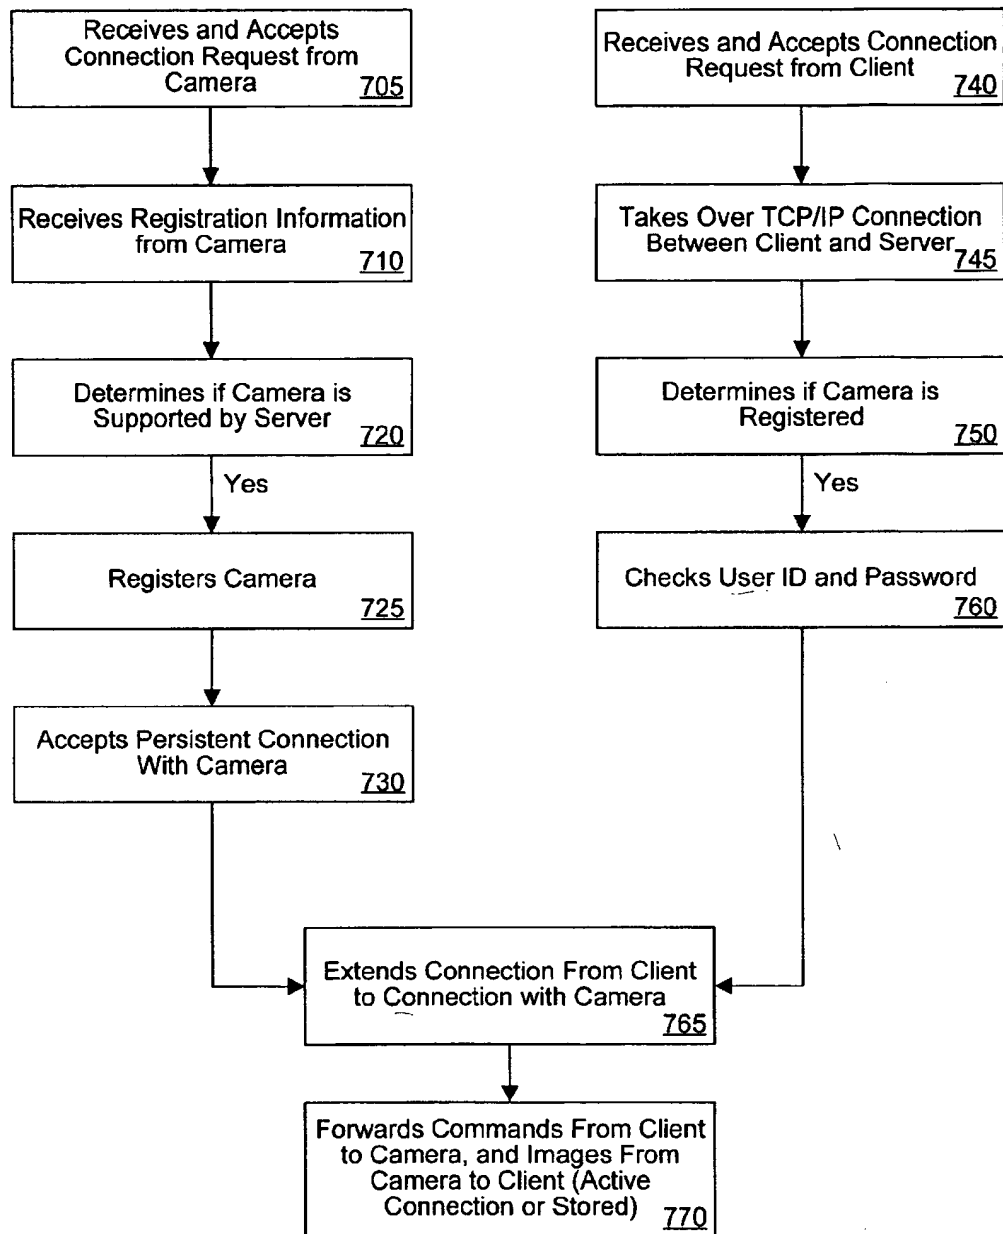 Receives and Accepts
Connection Request from
Camera
705
Receives Registration Information
from Camera
710
Determines if Camera is
Supported by Server
720
Yes
Registers Camera
725
Accepts Persistent Connection
With Camera
730
Receives and Accepts Connection
Request from Client
740
Takes Over TCP/IP Connection
Between Client and Server
745
Determines if Camera is
Registered
750
Yes
Checks User ID and Password
760
Extends Connection From Client
to Connection with Camera
765
Forwards Commands From Client
to Camera, and Images From
Camera to Client (Active
Connection or Stored)
770